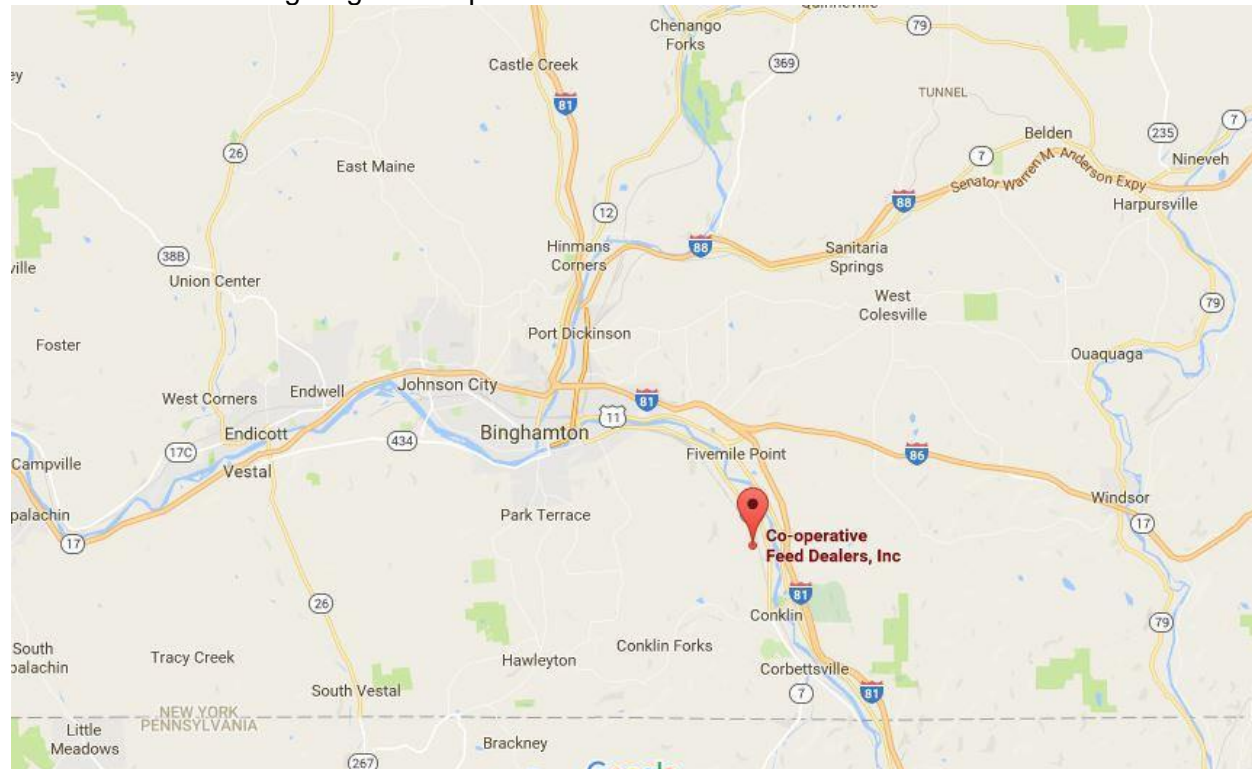 Chenango
Forks
79
Castle Creek
369
81
TUNNEL
7
Belden
235
7
26
East Maine
Nineveh
Senator Warren M Anderson Expy
88
Harpursville
12
Hinmans
Corners
88
Sanitaria
Springs
38B
Union Center
West
Colesville
79
Port Dickinson
Foster
Ouaquaga
Endwell
Johnson City
West Corners
81
11
Endicott
434
Binghamton
17C
Fivemile Point
86
Campville
Vestal
Windsor
palachin
Park Terrace
17
17
Co-operative
Feed Dealers, Inc
81
26
Conklin
79
South
palachin
Tracy Creek
Hawleyton
Conklin Forks
Corbettsville
South Vestal
7
81
NEW YORK
PENNSYLVANIA
Little
Meadows
Brackney
267